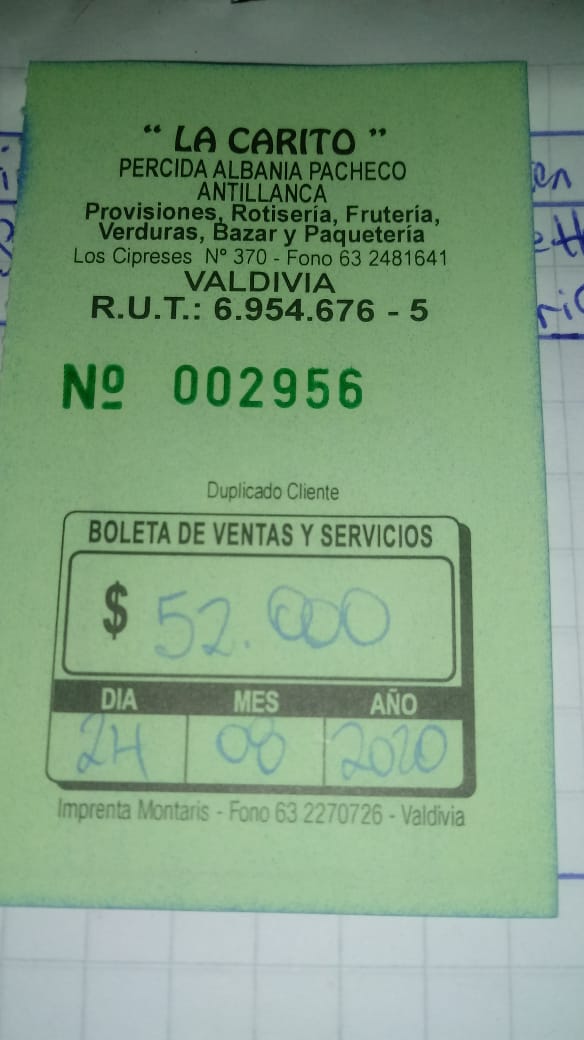 “ LA CARITO ”
PERCIDA ALBANIA PACHECO
ANTILLANCA
Provisiones, Rotisería, Frutería,
Verduras, Bazar y Paquetería
Los Cipreses Nº 370 - Fono 63 2481641
VALDIVIA
R.U.T.: 6.954.676 - 5
Nº 002956
Duplicado Cliente
BOLETA DE VENTAS Y SERVICIOS
$ 52.000
DIA MES AÑO
24 08 2020
Imprenta Montaris - Fono 63 2270726 - Valdivia